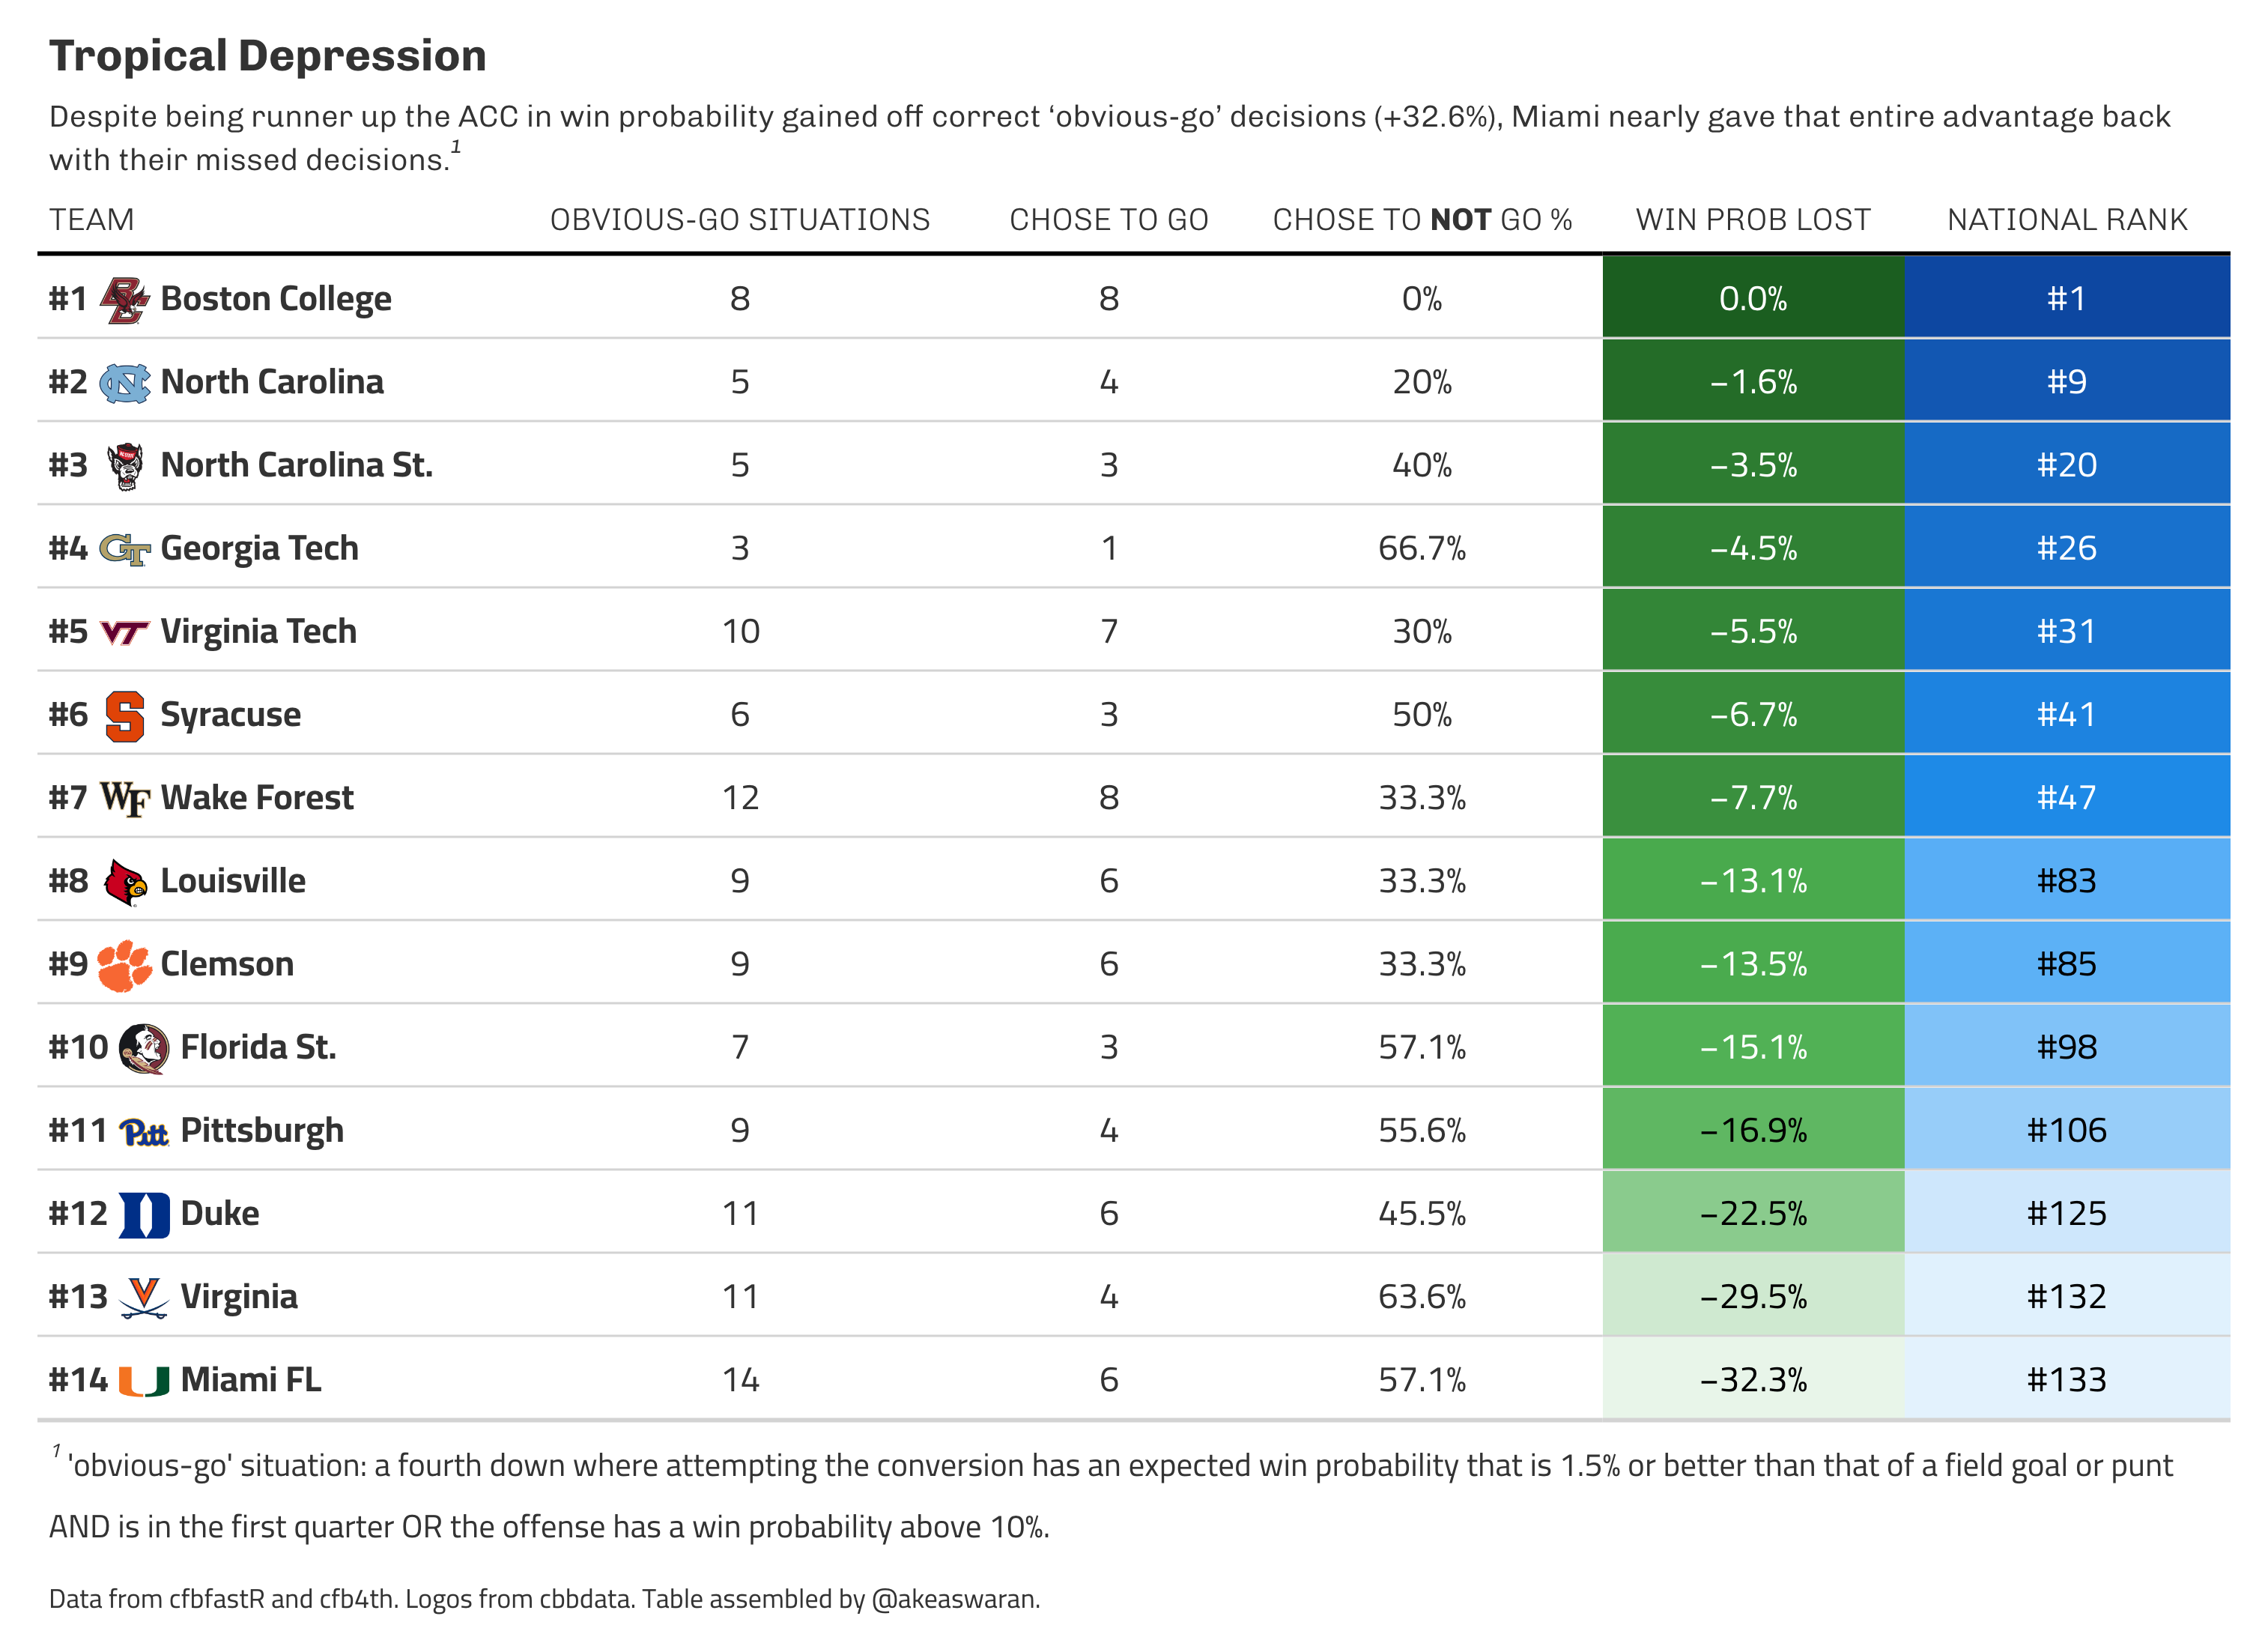 Tropical Depression
Despite being runner up the ACC in win probability gained off correct ‘obvious-go’ decisions (+32.6%), Miami nearly gave that entire advantage back
with their missed decisions.1
TEAM OBVIOUS-GO SITUATIONS CHOSE TO GO CHOSE TO NOT GO % WIN PROB LOST NATIONAL RANK
#1 BC Boston College 8 8 0% 0.0% #1
#2 NC North Carolina 5 4 20% −1.6% #9
#3 North Carolina St. 5 3 40% −3.5% #20
#4 GT Georgia Tech 3 1 66.7% −4.5% #26
#5 VT Virginia Tech 10 7 30% −5.5% #31
#6 S Syracuse 6 3 50% −6.7% #41
#7 WF Wake Forest 12 8 33.3% −7.7% #47
#8 Louisville 9 6 33.3% −13.1% #83
#9 Clemson 9 6 33.3% −13.5% #85
#10 Florida St. 7 3 57.1% −15.1% #98
#11 Pitt Pittsburgh 9 4 55.6% −16.9% #106
#12 D Duke 11 6 45.5% −22.5% #125
#13 V Virginia 11 4 63.6% −29.5% #132
#14 U Miami FL 14 6 57.1% −32.3% #133
1 'obvious-go' situation: a fourth down where attempting the conversion has an expected win probability that is 1.5% or better than that of a field goal or punt
AND is in the first quarter OR the offense has a win probability above 10%.
Data from cfbfastR and cfb4th. Logos from cbbdata. Table assembled by @akeaswaran.